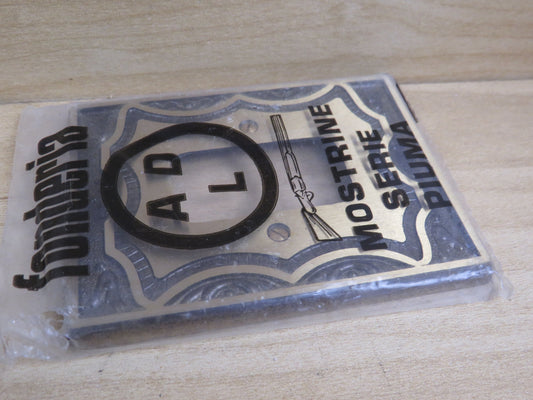 fonderia
A D
L
MOSTRINE
SERIE
PIUMA